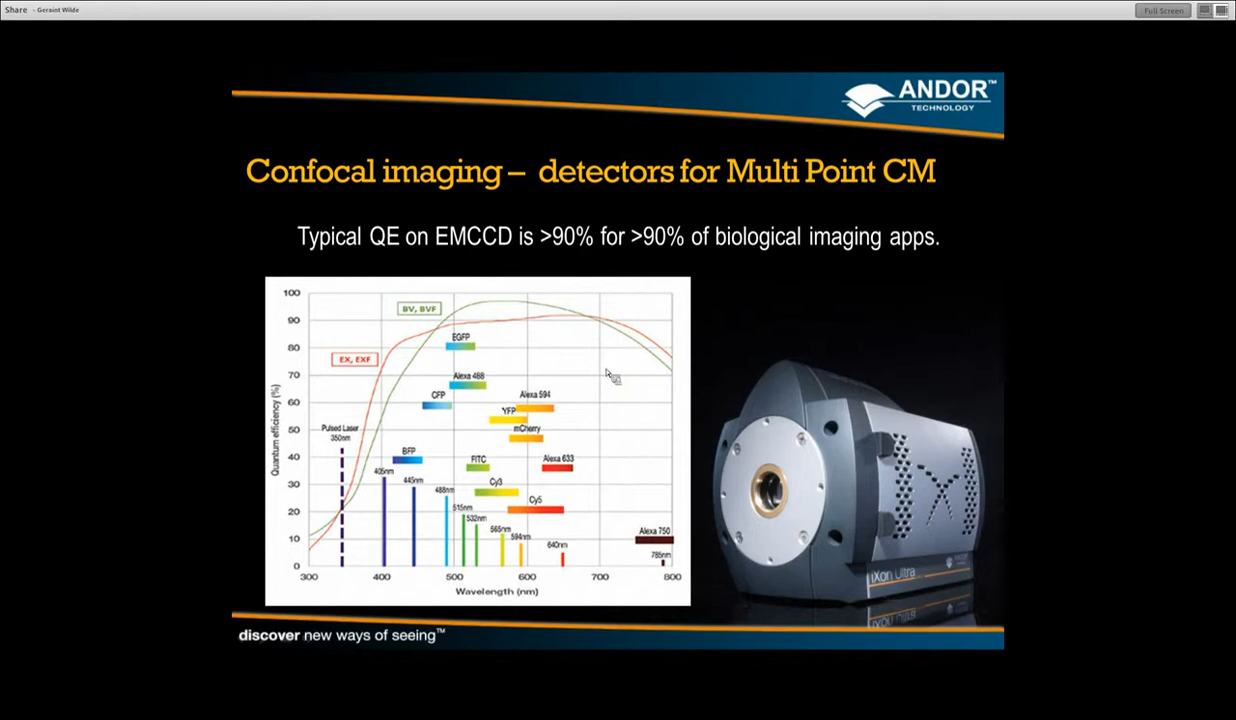 Share - Geraint Wilde
Full Screen
ANDOR™
TECHNOLOGY
Confocal imaging – detectors for Multi Point CM
Typical QE on EMCCD is >90% for >90% of biological imaging apps.
100
90
80
70
60
50
40
30
20
10
0
Quantum efficiency (%)
BV, BVF
EX, EXF
EGFP
Alexa 488
CFP
Alexa 594
YFP
mCherry
Pulsed Laser
350nm
BFP
FITC
Alexa 633
405nm
445nm
488nm
Cy3
Cy5
515nm
532nm
565nm
594nm
640nm
Alexa 750
785nm
300 400 500 600 700 800
Wavelength (nm)
iXon Ultra
ANDOR
discover new ways of seeing™